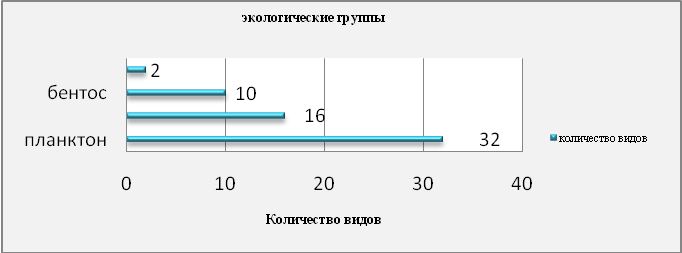 экологические группы
2
бентос 10
16
планктон 32
количество видов
0 10 20 30 40
Количество видов